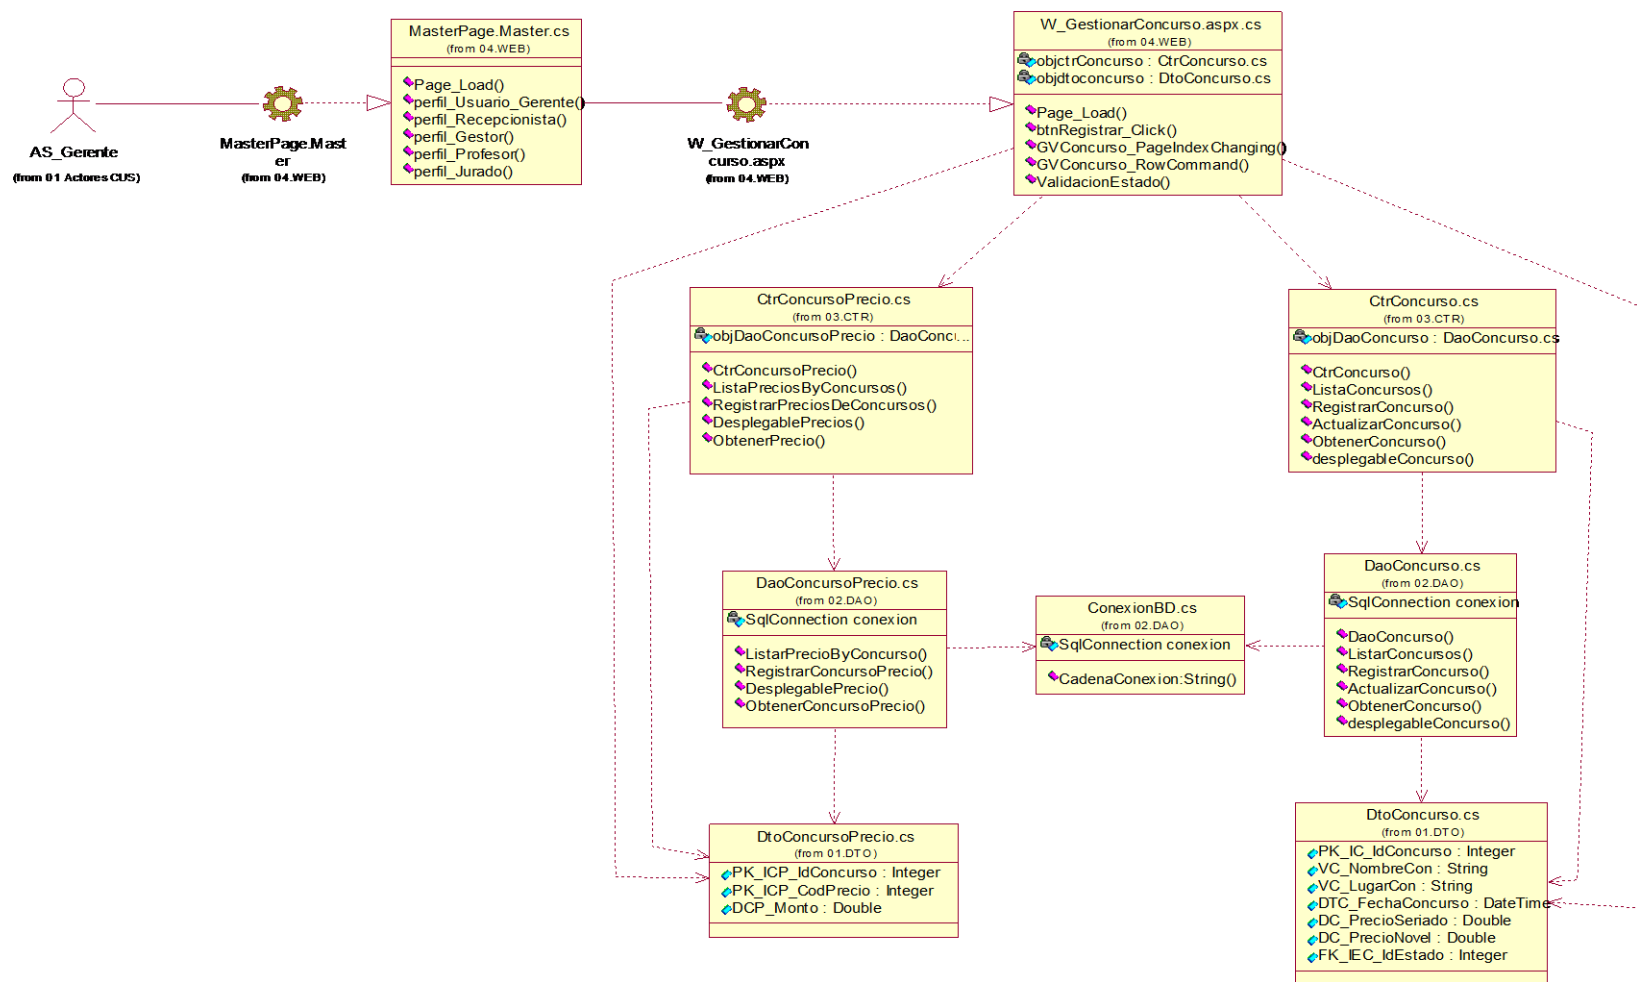 AS_Gerente
(from 01 Actores CUS)
MasterPage.Mast
er
(from 04.WEB)
MasterPage.Master.cs
(from 04.WEB)
Page_Load()
perfil_Usuario_Gerente()
perfil_Recepcionista()
perfil_Gestor()
perfil_Profesor()
perfil_Jurado()
W_GestionarCon
curso.aspx
(from 04.WEB)
W_GestionarConcurso.aspx.cs
(from 04.WEB)
objctrConcurso : CtrConcurso.cs
objdtoconcurso : DtoConcurso.cs
Page_Load()
btnRegistrar_Click()
GVConcurso_PageIndexChanging()
GVConcurso_RowCommand()
ValidacionEstado()
CtrConcursoPrecio.cs
(from 03.CTR)
objDaoConcursoPrecio : DaoConc...
CtrConcursoPrecio()
ListaPreciosByConcursos()
RegistrarPreciosDeConcursos()
DesplegablePrecios()
ObtenerPrecio()
CtrConcurso.cs
(from 03.CTR)
objDaoConcurso : DaoConcurso.cs
CtrConcurso()
ListaConcursos()
RegistrarConcurso()
ActualizarConcurso()
ObtenerConcurso()
desplegableConcurso()
DaoConcursoPrecio.cs
(from 02.DAO)
SqlConnection conexion
ListarPrecioByConcurso()
RegistrarConcursoPrecio()
DesplegablePrecio()
ObtenerConcursoPrecio()
ConexionBD.cs
(from 02.DAO)
SqlConnection conexion
CadenaConexion:String()
DaoConcurso.cs
(from 02.DAO)
SqlConnection conexion
DaoConcurso()
ListarConcursos()
RegistrarConcurso()
ActualizarConcurso()
ObtenerConcurso()
desplegableConcurso()
DtoConcursoPrecio.cs
(from 01.DTO)
PK_ICP_IdConcurso : Integer
PK_ICP_CodPrecio : Integer
DCP_Monto : Double
DtoConcurso.cs
(from 01.DTO)
PK_IC_IdConcurso : Integer
VC_NombreCon : String
VC_LugarCon : String
DTC_FechaConcurso : DateTime
DC_PrecioSeriado : Double
DC_PrecioNovel : Double
FK_IEC_IdEstado : Integer